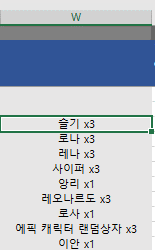 W
슬기 x3
로나 x3
레나 x3
사이퍼 x3
앙리 x1
레오나르도 x3
로사 x1
에픽 캐릭터 랜덤상자 x3
이안 x1